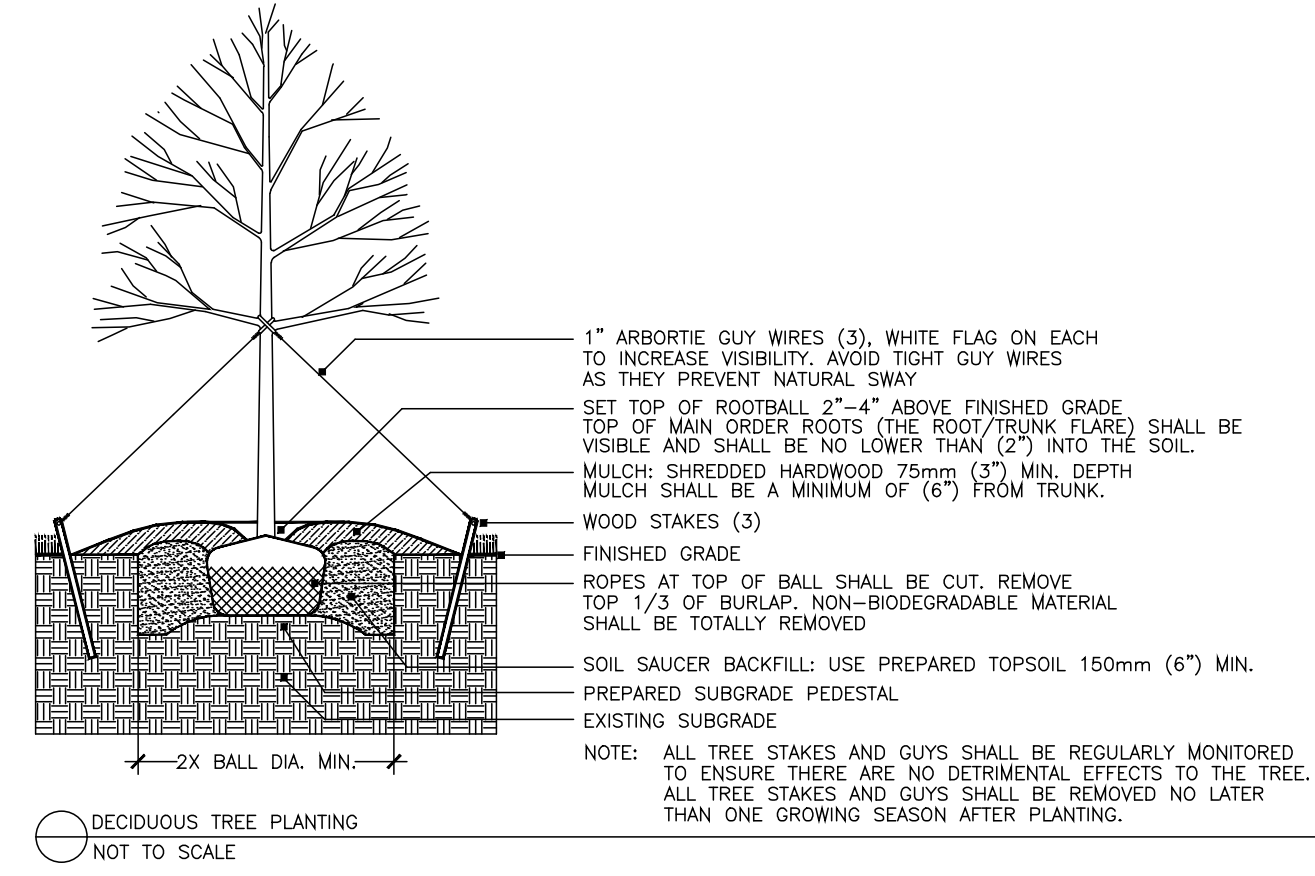 1” ARBORTIE GUY WIRES (3), WHITE FLAG ON EACH
TO INCREASE VISIBILITY. AVOID TIGHT GUY WIRES
AS THEY PREVENT NATURAL SWAY
SET TOP OF ROOTBALL 2”–4” ABOVE FINISHED GRADE
TOP OF MAIN ORDER ROOTS (THE ROOT/TRUNK FLARE) SHALL BE
VISIBLE AND SHALL BE NO LOWER THAN (2”) INTO THE SOIL.
MULCH: SHREDDED HARDWOOD 75mm (3”) MIN. DEPTH
MULCH SHALL BE A MINIMUM OF (6”) FROM TRUNK.
WOOD STAKES (3)
FINISHED GRADE
ROPES AT TOP OF BALL SHALL BE CUT. REMOVE
TOP 1/3 OF BURLAP. NON–BIODEGRADABLE MATERIAL
SHALL BE TOTALLY REMOVED
SOIL SAUCER BACKFILL: USE PREPARED TOPSOIL 150mm (6”) MIN.
PREPARED SUBGRADE PEDESTAL
EXISTING SUBGRADE
2X BALL DIA. MIN.
NOTE: ALL TREE STAKES AND GUYS SHALL BE REGULARLY MONITORED
TO ENSURE THERE ARE NO DETRIMENTAL EFFECTS TO THE TREE.
ALL TREE STAKES AND GUYS SHALL BE REMOVED NO LATER
THAN ONE GROWING SEASON AFTER PLANTING.
DECIDUOUS TREE PLANTING
NOT TO SCALE